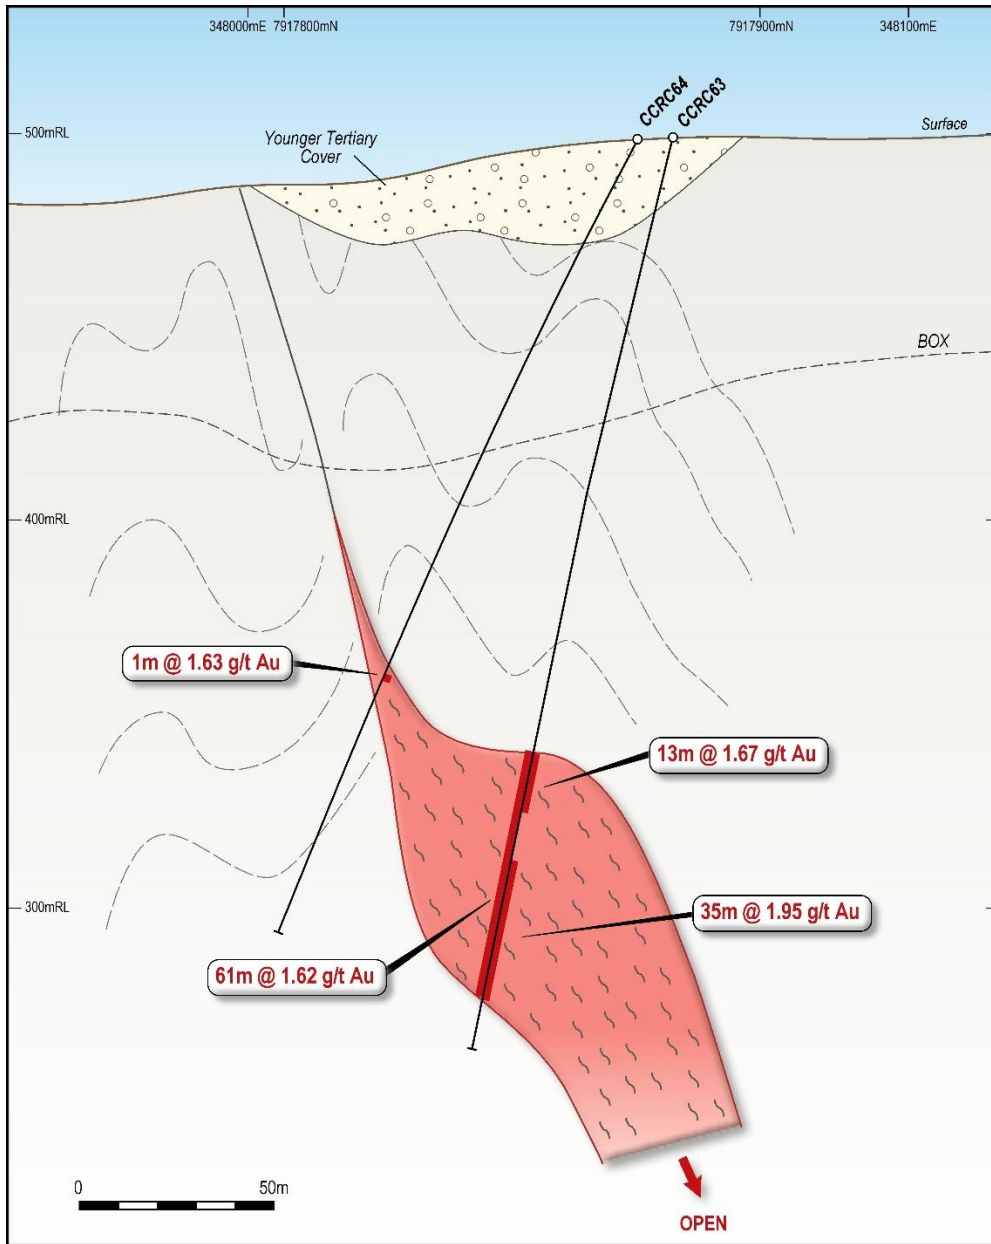 348000mE 7917800mN 7917900mN 348100mE
CCRC64
CCRC63
500mRL
Surface
Younger Tertiary
Cover
BOX
400mRL
1m @ 1.63 g/t Au
13m @ 1.67 g/t Au
300mRL
35m @ 1.95 g/t Au
61m @ 1.62 g/t Au
0 50m
OPEN